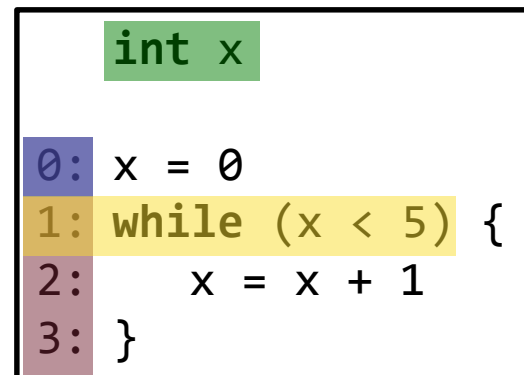 int x
0: x = 0
1: while (x < 5) {
2: x = x + 1
3: }